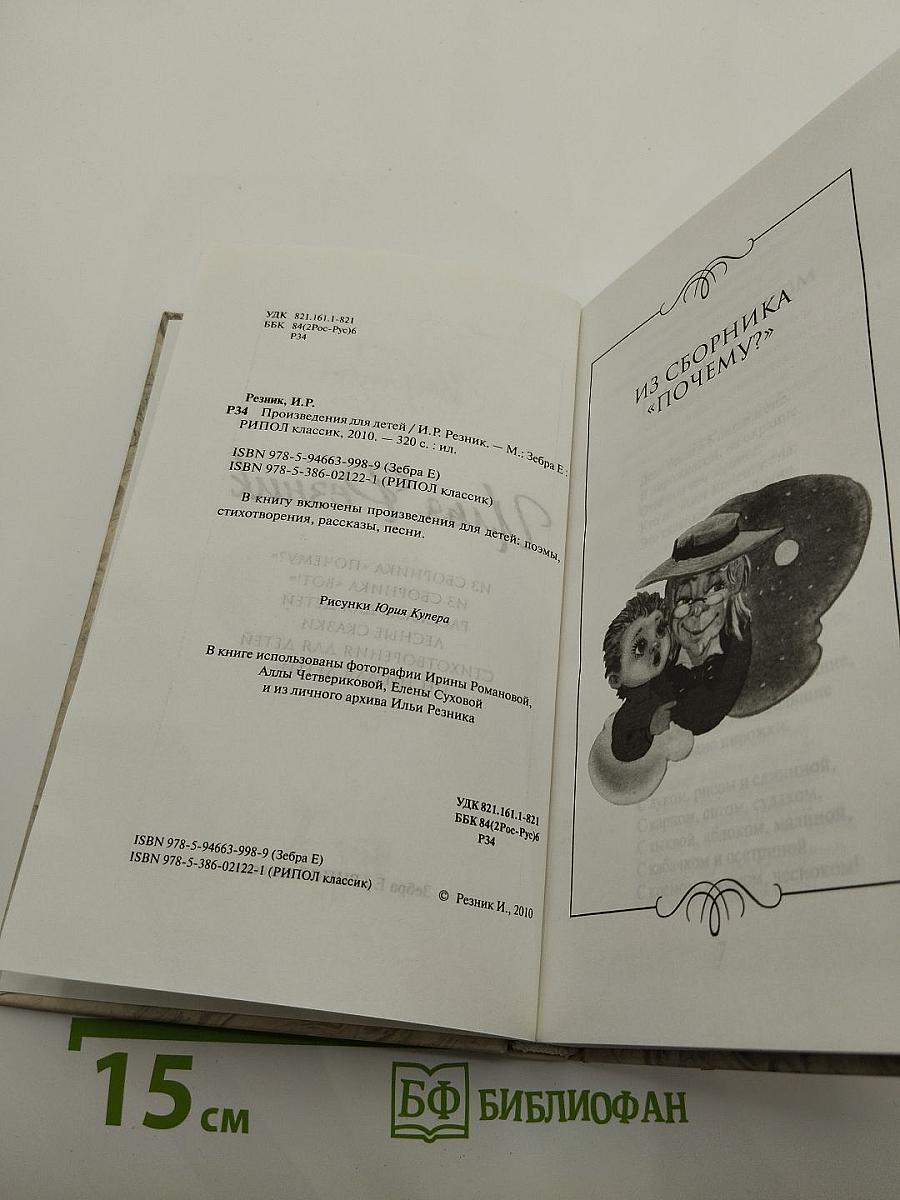 УДК 821.161.1-821
ББК 84(2Рос-Рус)6
Р34
Резник, И.Р.
Р34 Произведения для детей / И.Р. Резник. — М.: Зебра Е :
РИПОЛ классик, 2010. — 320 с. : ил.
ISBN 978-5-94663-998-9 (Зебра Е)
ISBN 978-5-386-02122-1 (РИПОЛ классик)
В книгу включены произведения для детей: поэмы,
стихотворения, рассказы, песни.
Рисунки Юрия Купера
В книге использованы фотографии Ирины Романовой,
Аллы Четвериковой, Елены Суховой
и из личного архива Ильи Резника
УДК 821.161.1-821
ББК 84(2Рос-Рус)6
Р34
ISBN 978-5-94663-998-9 (Зебра Е)
ISBN 978-5-386-02122-1 (РИПОЛ классик)
© Резник И., 2010
ИЗ СБОРНИКА
«ПОЧЕМУ?»
15 см
БФ БИБЛИОФАН